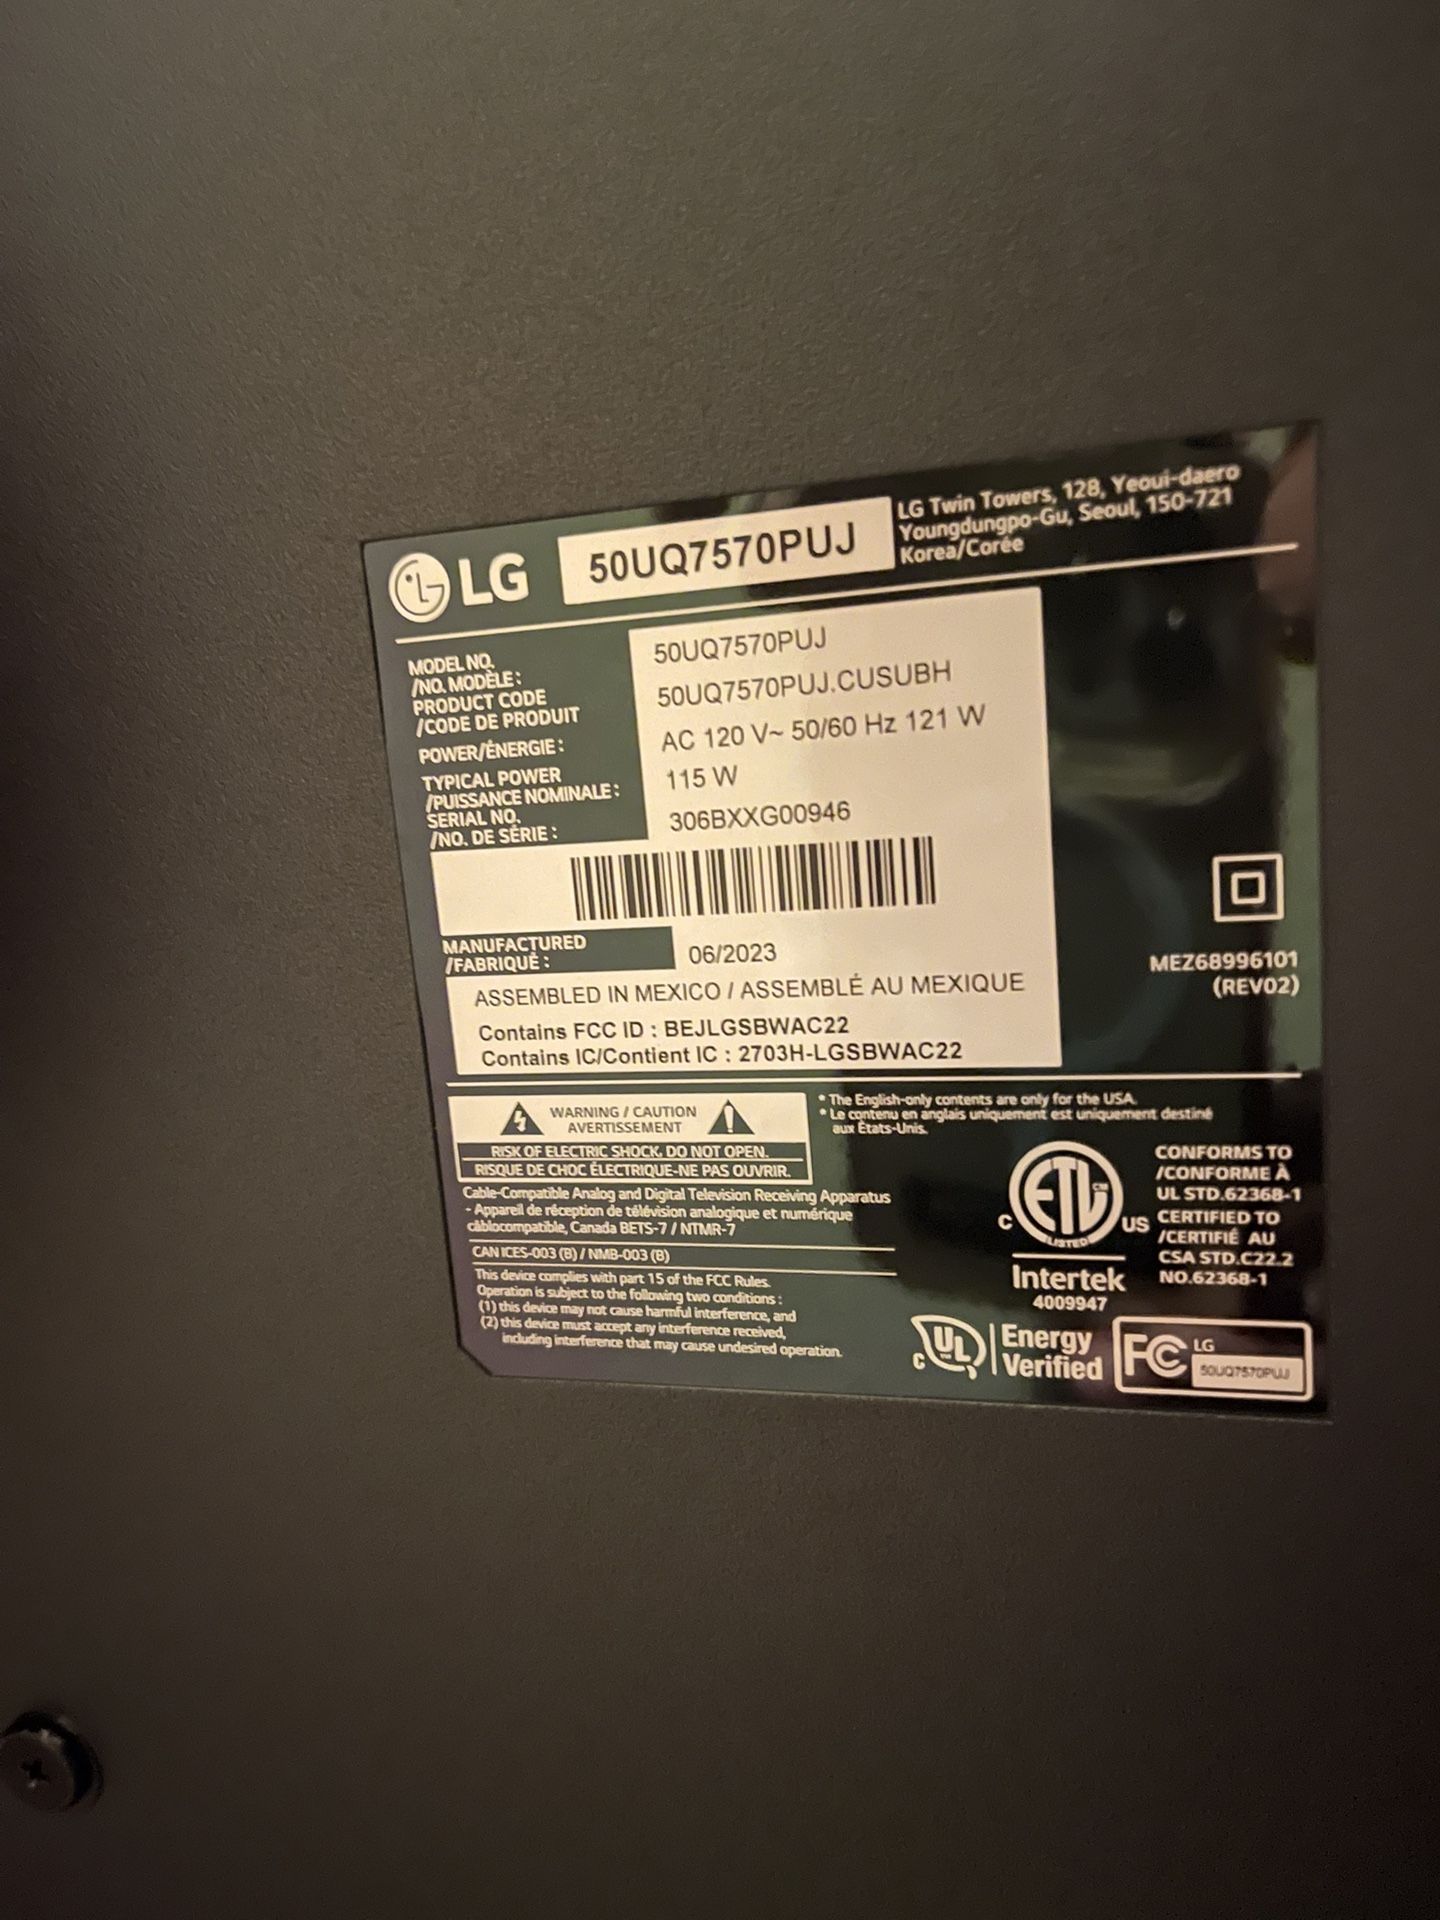 LG 50UQ7570PUJ
LG Twin Towers, 128, Yeoui-daero
Youngdungpo-Gu, Seoul, 150-721
Korea/Corée
MODEL NO.
/NO. MODÈLE : 50UQ7570PUJ
PRODUCT CODE
/CODE DE PRODUIT 50UQ7570PUJ.CUSUBH
POWER/ÉNERGIE : AC 120 V~ 50/60 Hz 121 W
TYPICAL POWER
/PUISSANCE NOMINALE : 115 W
SERIAL NO.
/NO. DE SÉRIE : 306BXXG00946
MANUFACTURED
/FABRIQUÉ : 06/2023
ASSEMBLED IN MEXICO / ASSEMBLÉ AU MEXIQUE
Contains FCC ID : BEJLGSBWAC22
Contains IC/Contient IC : 2703H-LGSBWAC22
MEZ68996101
(REV02)
WARNING / CAUTION
AVERTISSEMENT
RISK OF ELECTRIC SHOCK, DO NOT OPEN.
RISQUE DE CHOC ÉLECTRIQUE-NE PAS OUVRIR.
* The English-only contents are only for the USA.
* Le contenu en anglais uniquement est uniquement destiné
aux États-Unis.
Cable-Compatible Analog and Digital Television Receiving Apparatus
- Appareil de réception de télévision analogique et numérique
câblocompatible, Canada BETS-7 / NTMR-7
CAN ICES-003 (B) / NMB-003 (B)
This device complies with part 15 of the FCC Rules.
Operation is subject to the following two conditions :
(1) this device may not cause harmful interference, and
(2) this device must accept any interference received,
including interference that may cause undesired operation.
C ETL CM US
LISTED
Intertek
4009947
CONFORMS TO
/CONFORME À
UL STD.62368-1
CERTIFIED TO
/CERTIFIÉ AU
CSA STD.C22.2
NO.62368-1
C UL Energy
Verified
FC LG
50UQ7570PUJ